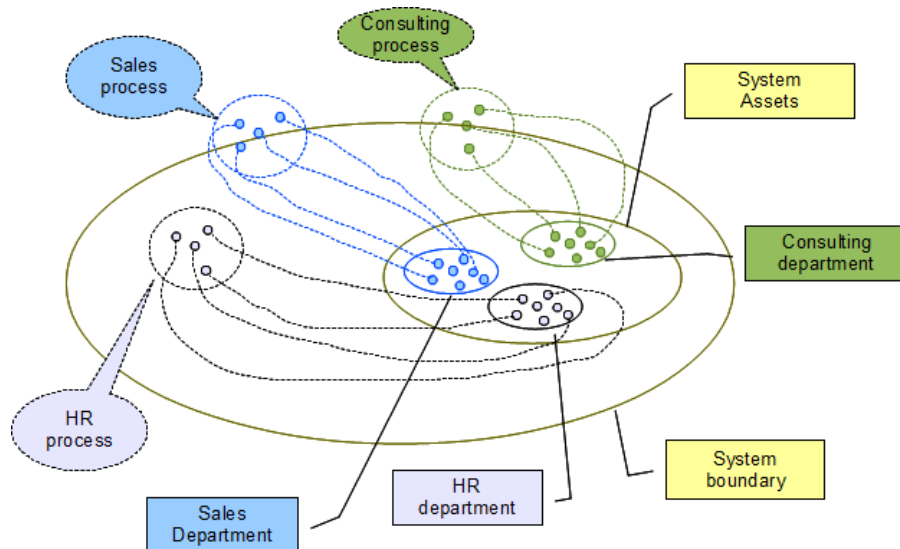 Consulting
process
Sales
process
System
Assets
Consulting
department
HR
process
System
boundary
HR
department
Sales
Department